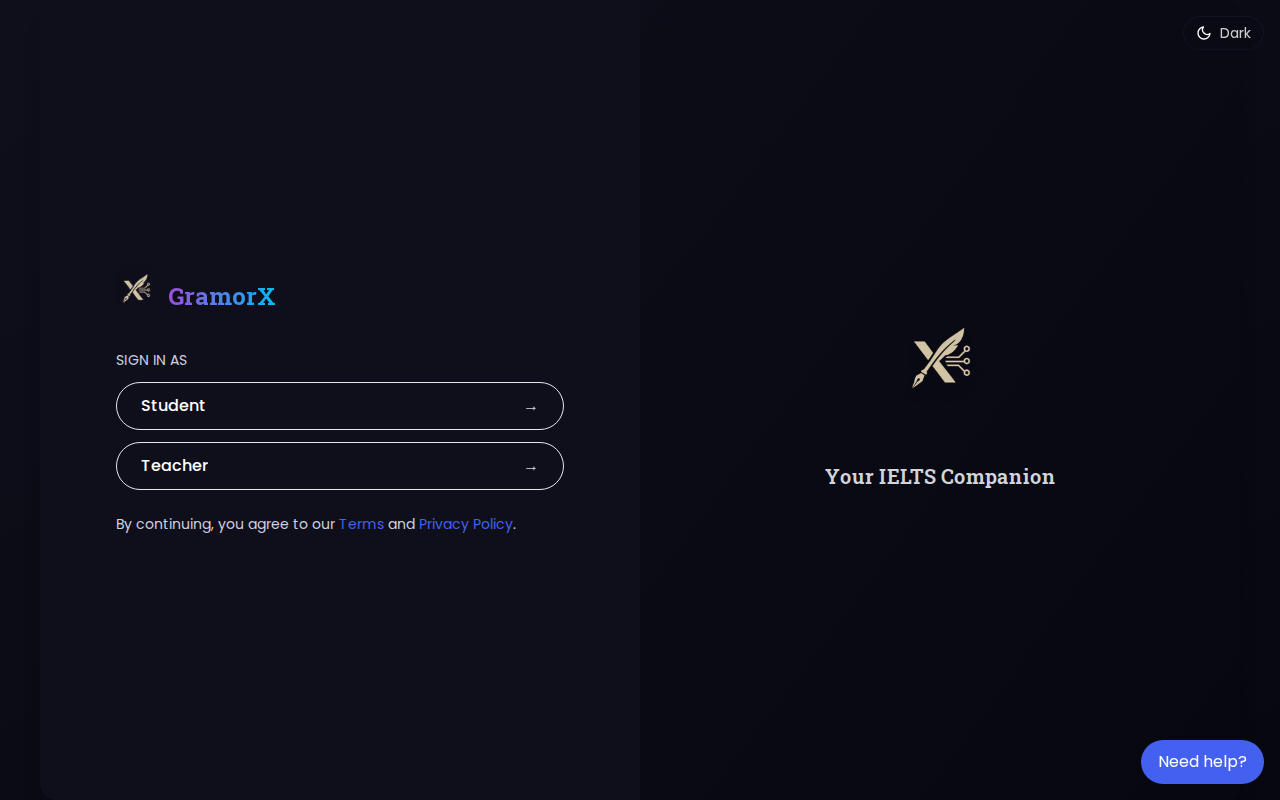 Dark
GramorX
SIGN IN AS
Student →
Teacher →
By continuing, you agree to our Terms and Privacy Policy.
Your IELTS Companion
Need help?